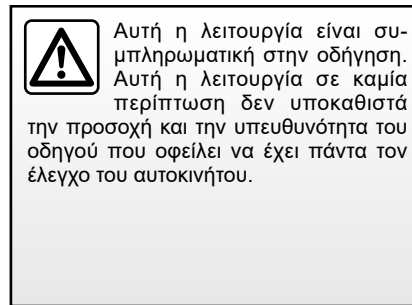 Αυτή η λειτουργία είναι συ-
μπληρωματική στην οδήγηση.
Αυτή η λειτουργία σε καμία
περίπτωση δεν υποκαθιστά
την προσοχή και την υπευθυνότητα του
οδηγού που οφείλει να έχει πάντα τον
έλεγχο του αυτοκινήτου.